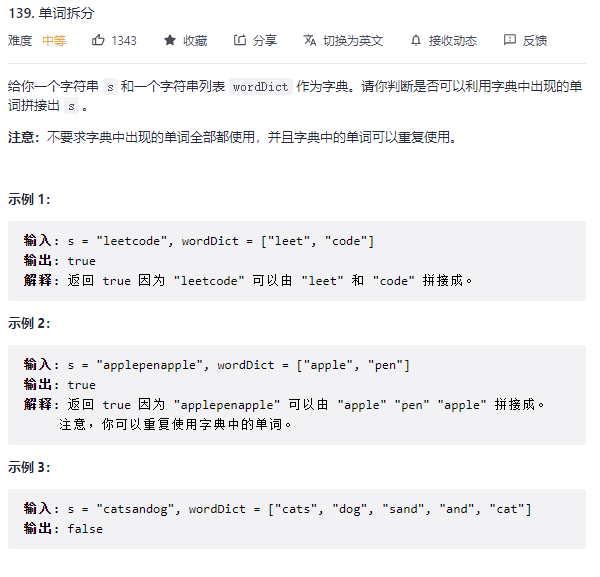 139. 单词拆分
难度 中等 1343 收藏 分享 切换为英文 接收动态 反馈
给你一个字符串 s 和一个字符串列表 wordDict 作为字典。请你判断是否可以利用字典中出现的单
词拼接出 s 。
注意：不要求字典中出现的单词全部都使用，并且字典中的单词可以重复使用。
示例 1：
输入: s = "leetcode", wordDict = ["leet", "code"]
输出: true
解释: 返回 true 因为 "leetcode" 可以由 "leet" 和 "code" 拼接成。
示例 2：
输入: s = "applepenapple", wordDict = ["apple", "pen"]
输出: true
解释: 返回 true 因为 "applepenapple" 可以由 "apple" "pen" "apple" 拼接成。
注意，你可以重复使用字典中的单词。
示例 3：
输入: s = "catsandog", wordDict = ["cats", "dog", "sand", "and", "cat"]
输出: false